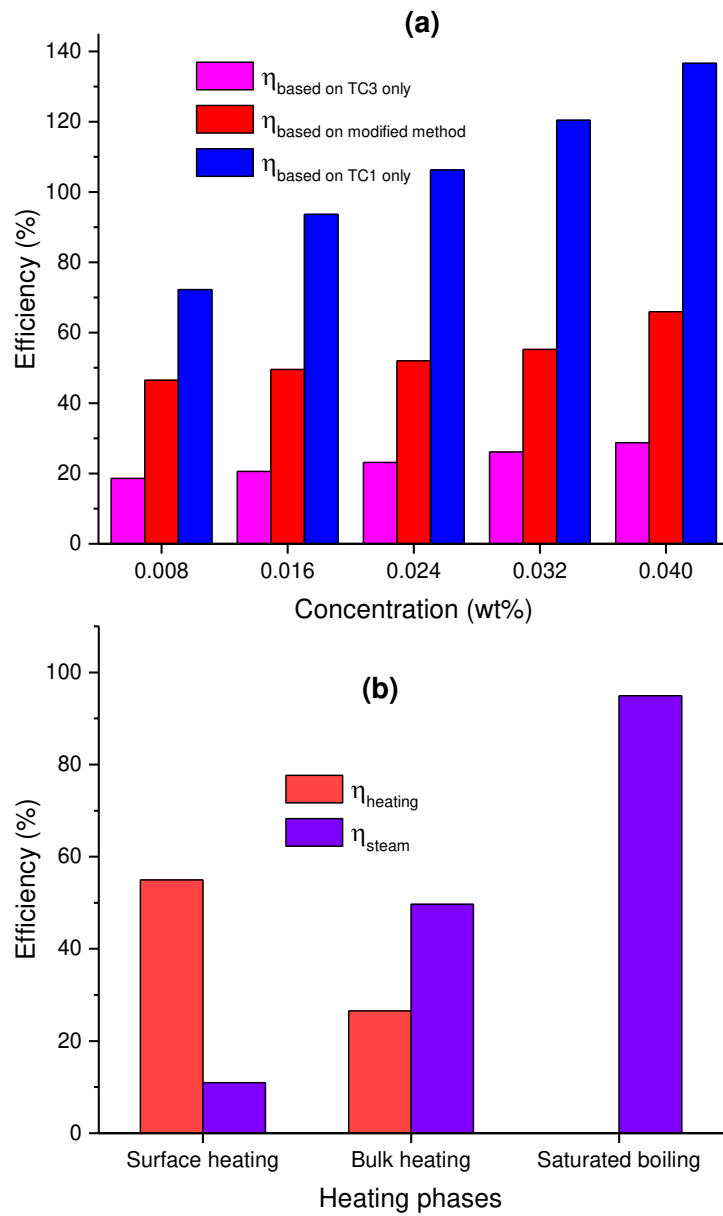 (a)
140
120
100
80
60
40
20
0
Efficiency (%)
η based on TC3 only
η based on modified method
η based on TC1 only
0.008 0.016 0.024 0.032 0.040
Concentration (wt%)
(b)
100
80
60
40
20
0
Efficiency (%)
η heating
η steam
Surface heating Bulk heating Saturated boiling
Heating phases